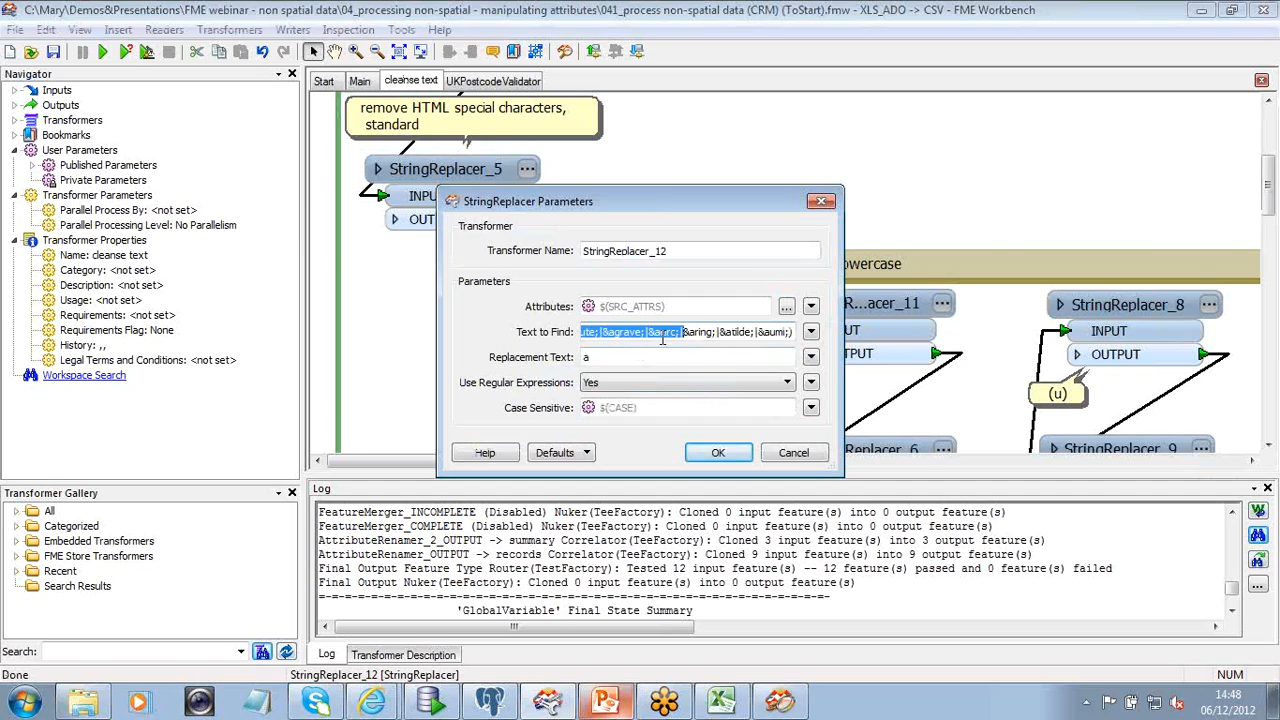 C:\Mary\Demos&Presentations\FME webinar - non spatial data\04_processing non-spatial - manipulating attributes\041_process non-spatial data (CRM) (ToStart).fmw - XLS_ADO -> CSV - FME Workbench
File Edit View Insert Readers Transformers Writers Inspection Tools Help
Navigator
Inputs
Outputs
Transformers
Bookmarks
User Parameters
Published Parameters
Private Parameters
Transformer Parameters
Parallel Process By: <not set)
Parallel Processing Level: No Parallelism
Transformer Properties
Name: cleanse text
Category: <not set>
Description: <not set>
Usage: <not set>
Requirements: <not set>
Requirements Flag: None
History: ,,
Legal Terms and Conditions: <not set>
Workspace Search
Start Main cleanse text UKPostcodeValidator
remove HTML special characters,
standard
StringReplacer_5
INPU
OUT
StringReplacer Parameters
Transformer
Transformer Name: StringReplacer_12
Parameters
Attributes: $(SRC_ATTRS)
Text to Find: ute;|&agrave;|&acirc;|&aring;|&atilde;|&auml;)
Replacement Text: a
Use Regular Expressions: Yes
Case Sensitive: $(CASE)
Help Defaults OK Cancel
owercase
R...acer_11
UT
PUT
StringReplacer_8
INPUT
OUTPUT
(u)
acer_6
StringReplacer_9
Transformer Gallery
All
Categorized
Embedded Transformers
FME Store Transformers
Recent
Search Results
Search:
Log
FeatureMerger_INCOMPLETE (Disabled) Nuker(TeeFactory): Cloned 0 input feature(s) into 0 output feature(s)
FeatureMerger_COMPLETE (Disabled) Nuker(TeeFactory): Cloned 0 input feature(s) into 0 output feature(s)
AttributeRenamer_2_OUTPUT -> summary Correlator(TeeFactory): Cloned 3 input feature(s) into 3 output feature(s)
AttributeRenamer_OUTPUT -> records Correlator(TeeFactory): Cloned 9 input feature(s) into 9 output feature(s)
Final Output Feature Type Router(TestFactory): Tested 12 input feature(s) -- 12 feature(s) passed and 0 feature(s) failed
Final Output Nuker(TeeFactory): Cloned 0 input feature(s) into 0 output feature(s)
-=-=-=-=-=-=-=-=-=-=-=-=-=-=-=-=-=-=-=-=-=-=-=-=-=-=-=-=-=-
'GlobalVariable' Final State Summary
Log Transformer Description
Done
StringReplacer_12 [StringReplacer]
NUM
14:48
06/12/2012